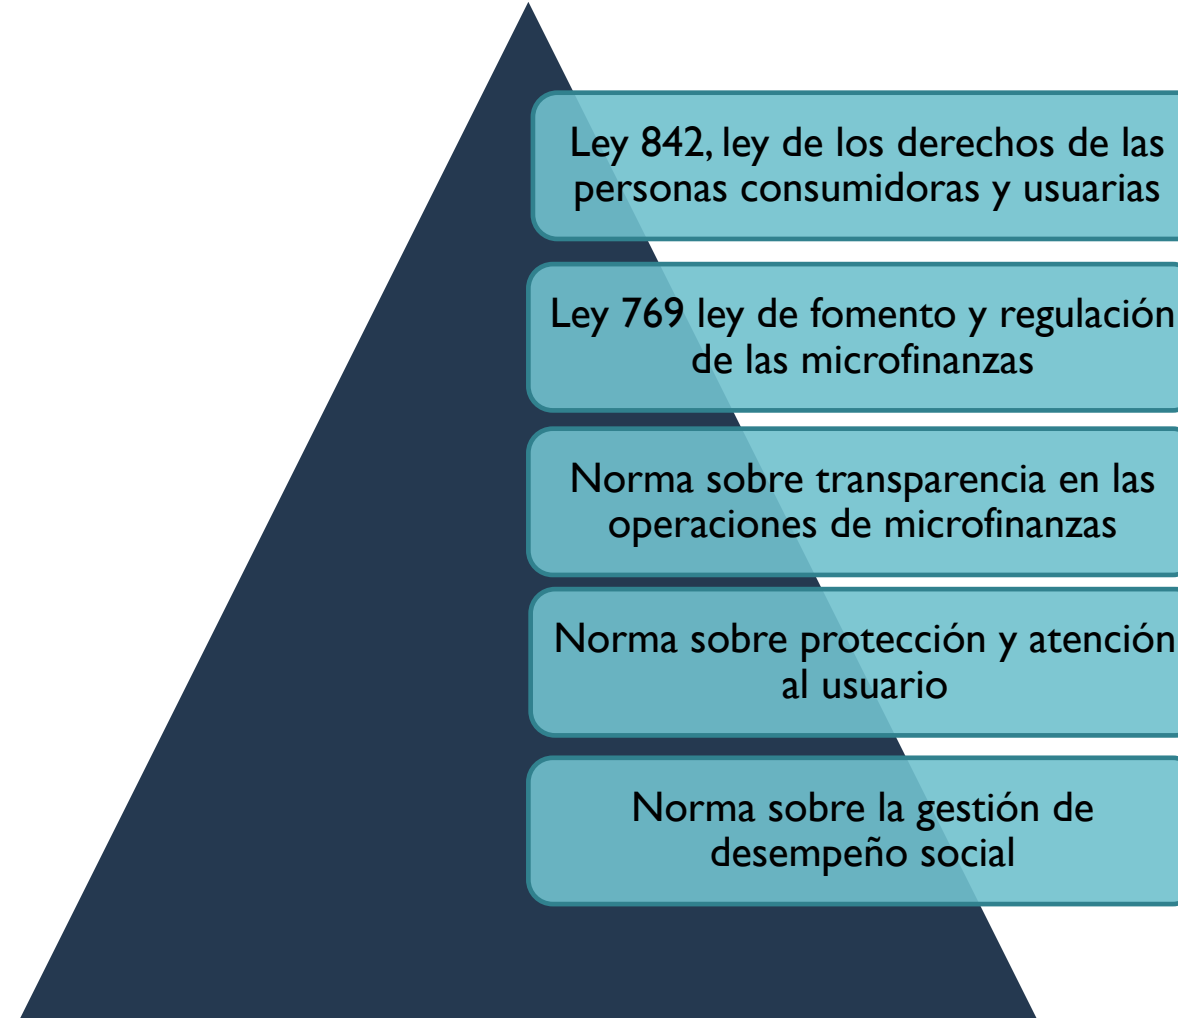 Ley 842, ley de los derechos de las
personas consumidoras y usuarias
Ley 769 ley de fomento y regulación
de las microfinanzas
Norma sobre transparencia en las
operaciones de microfinanzas
Norma sobre protección y atención
al usuario
Norma sobre la gestión de
desempeño social